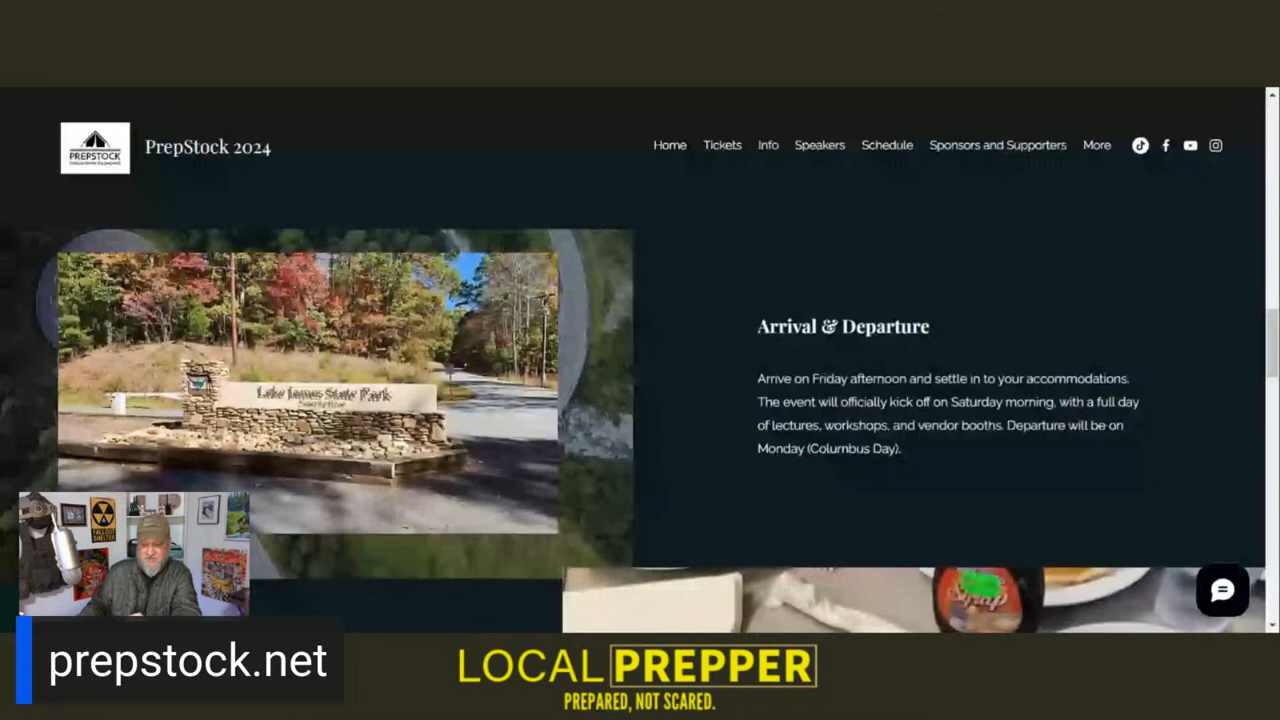 PREPSTOCK
PrepStock 2024
Home
Tickets
Info
Speakers
Schedule
Sponsors and Supporters
More
Lake James State Park
Arrival & Departure
Arrive on Friday afternoon and settle in to your accommodations.
The event will officially kick off on Saturday morning, with a full day
of lectures, workshops, and vendor booths. Departure will be on
Monday (Columbus Day).
Syrup
FALLOUT
SHELTER
prepstock.net
LOCAL PREPPER
PREPARED, NOT SCARED.